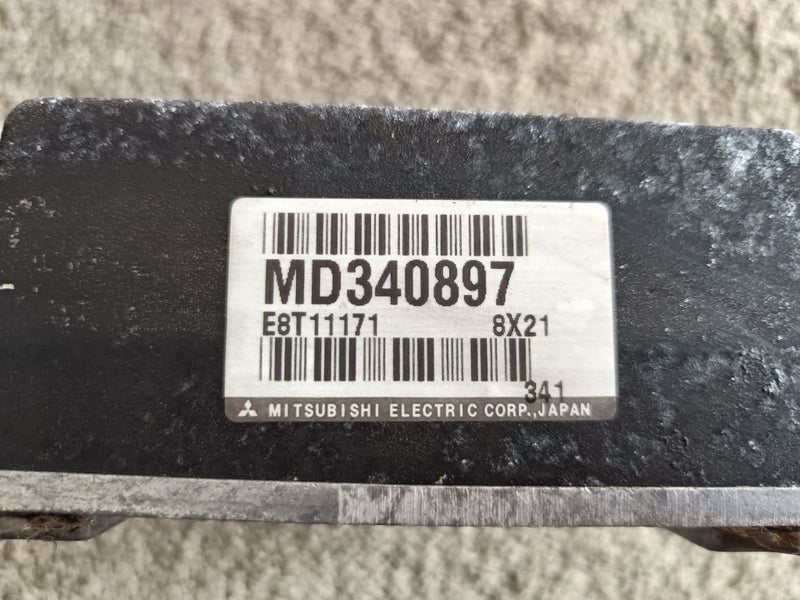 MD340897
E8T11171 8X21
341
MITSUBISHI ELECTRIC CORP.,JAPAN